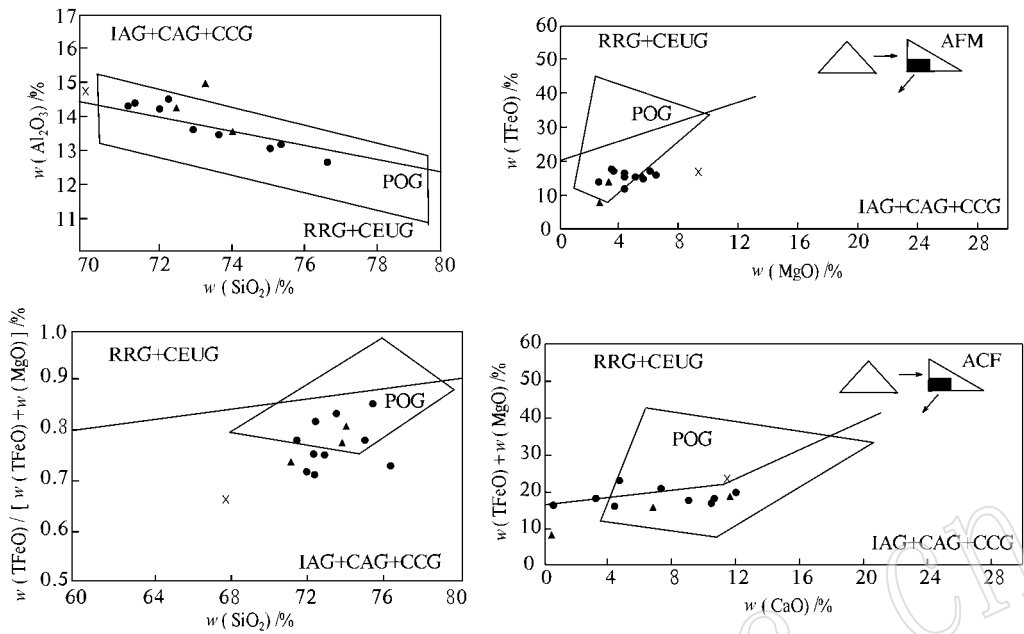 17
16
15
14
13
12
11
w(Al₂O₃)/%
IAG+CAG+CCG
POG
RRG+CEUG
70 72 74 76 78 80
w(SiO₂)/%
60
50
40
30
20
10
0
w(TFeO)/%
RRG+CEUG
AFM
POG
IAG+CAG+CCG
0 4 8 12 16 20 24 28
w(MgO)/%
1.0
0.9
0.8
0.7
0.6
0.5
w(TFeO)/[w(TFeO)+w(MgO)]/%
RRG+CEUG
POG
IAG+CAG+CCG
60 64 68 72 76 80
w(SiO₂)/%
60
50
40
30
20
10
0
w(TFeO)+w(MgO)/%
RRG+CEUG
ACF
POG
IAG+CAG+CCG
0 4 8 12 16 20 24 28
w(CaO)/%